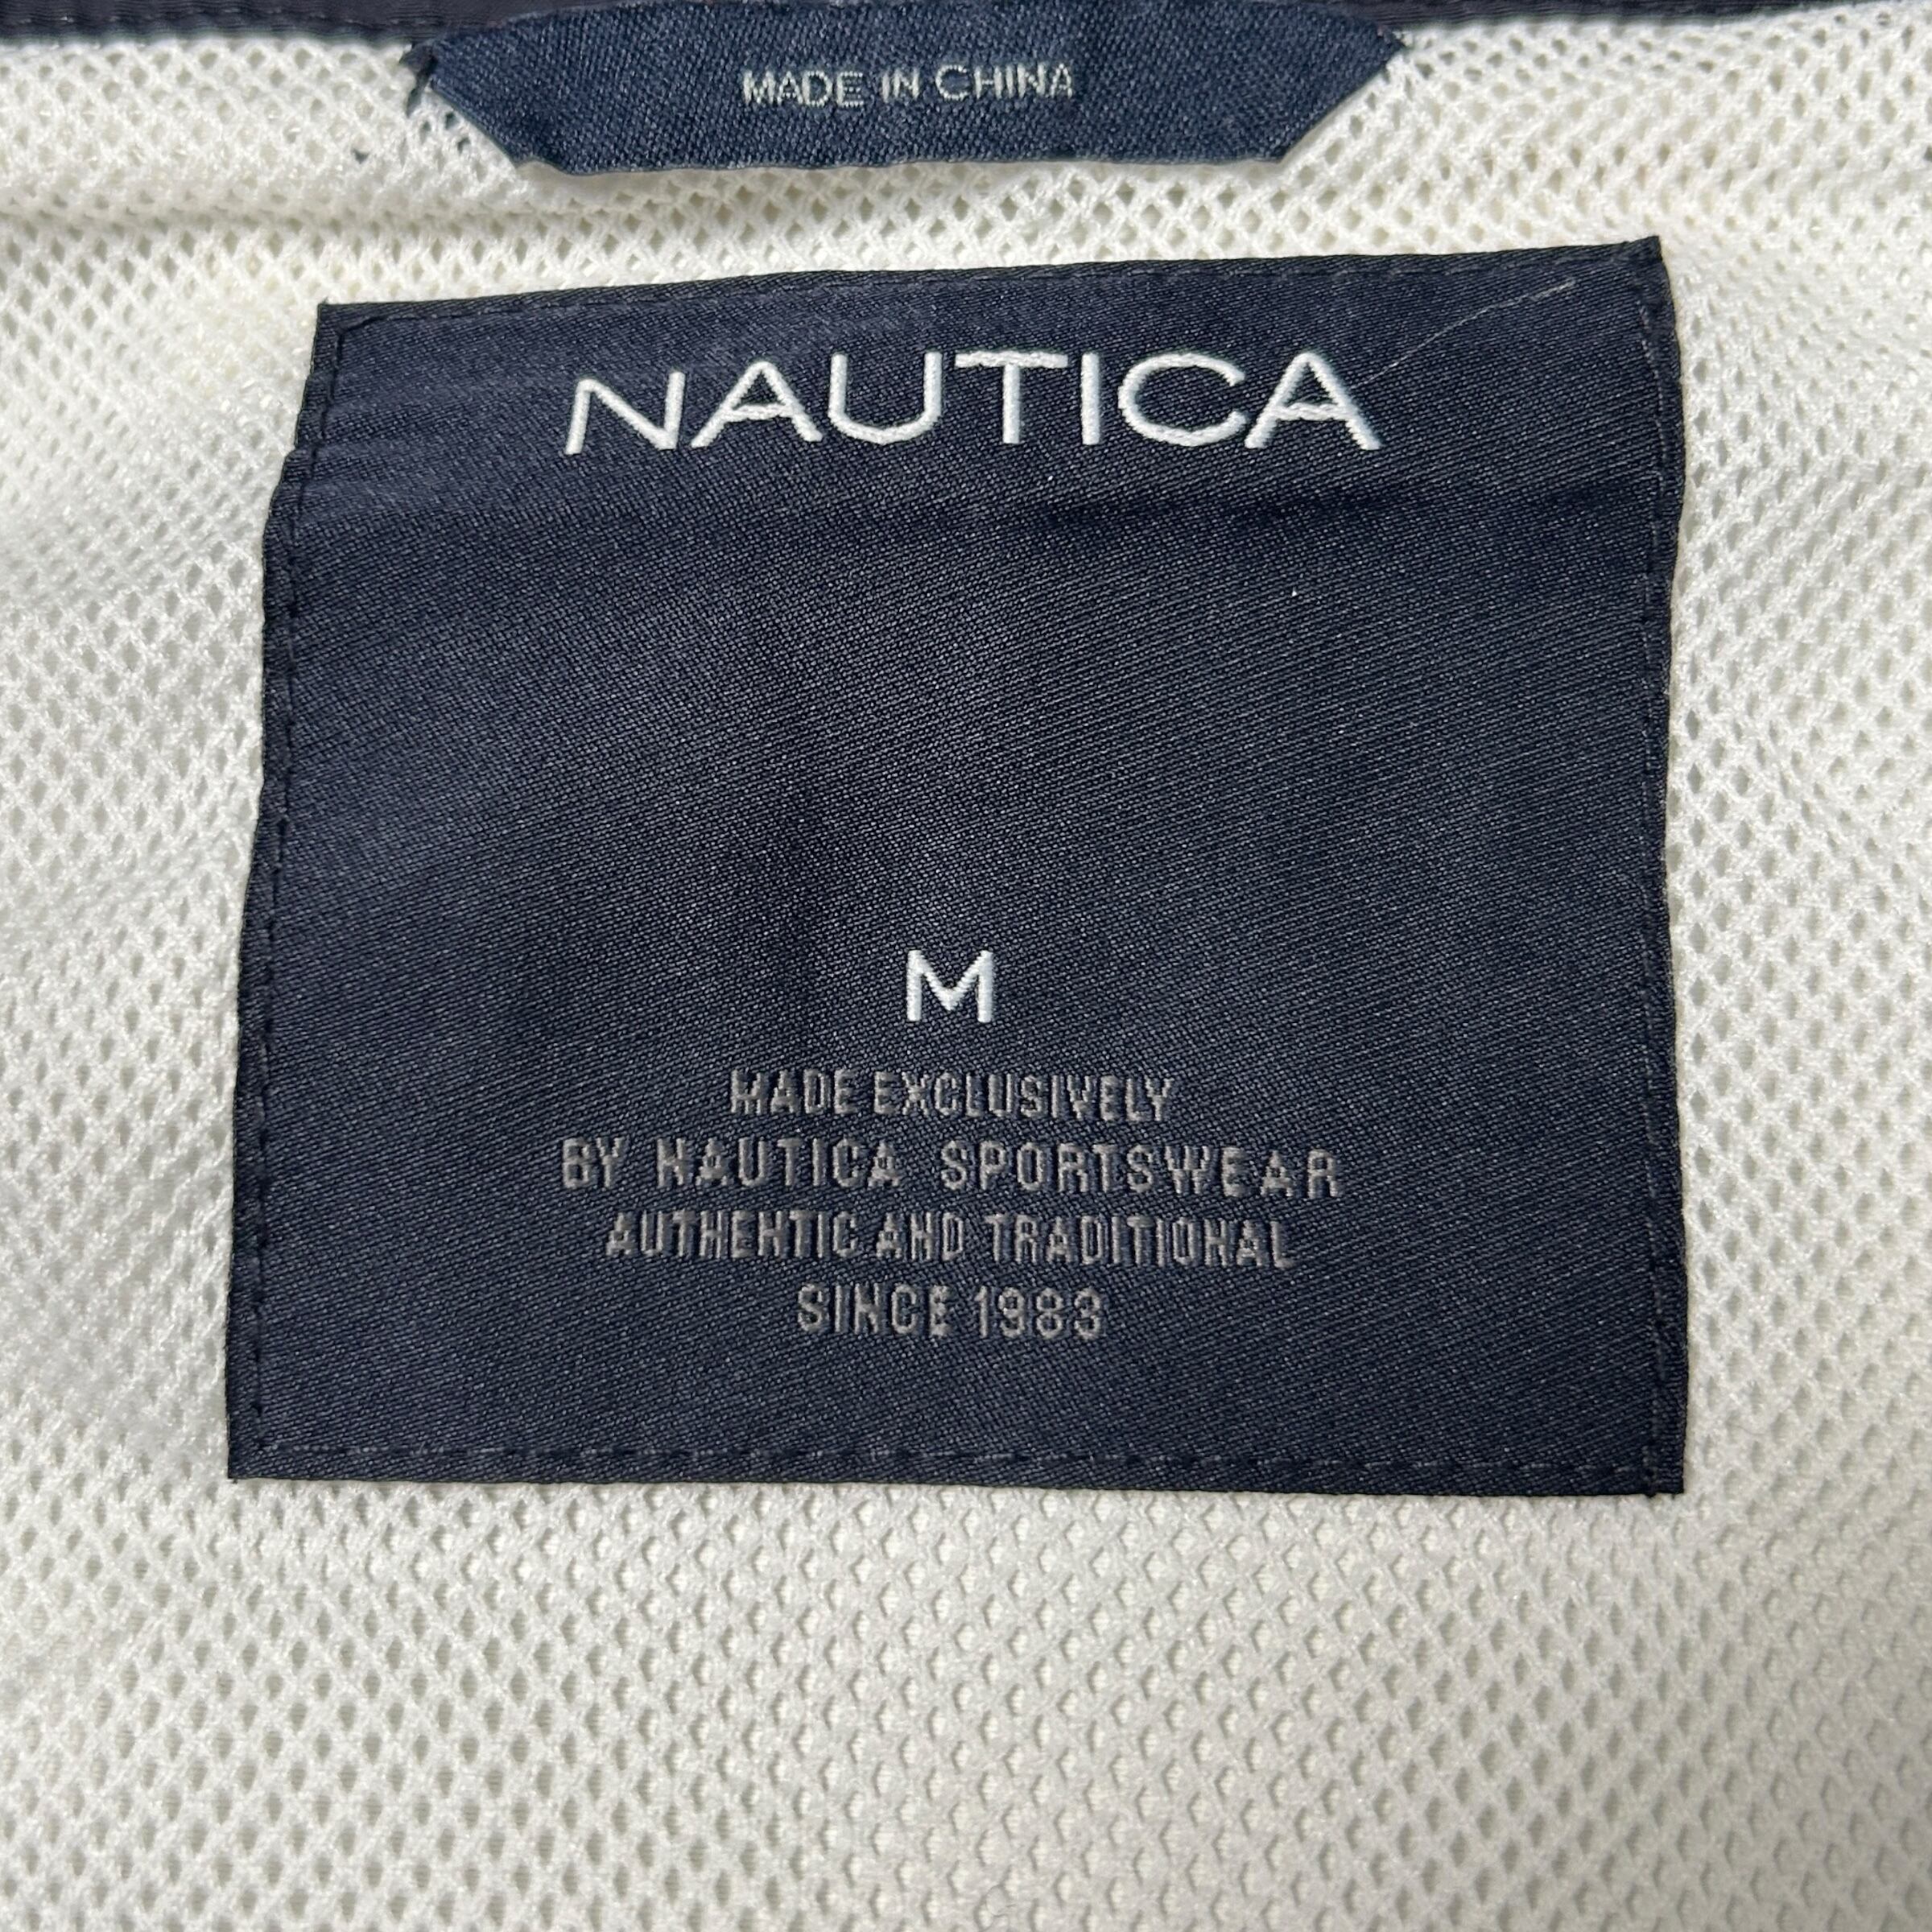 MADE IN CHINA
NAUTICA
M
MADE EXCLUSIVELY
BY NAUTICA SPORTSWEAR
AUTHENTIC AND TRADITIONAL
SINCE 1983